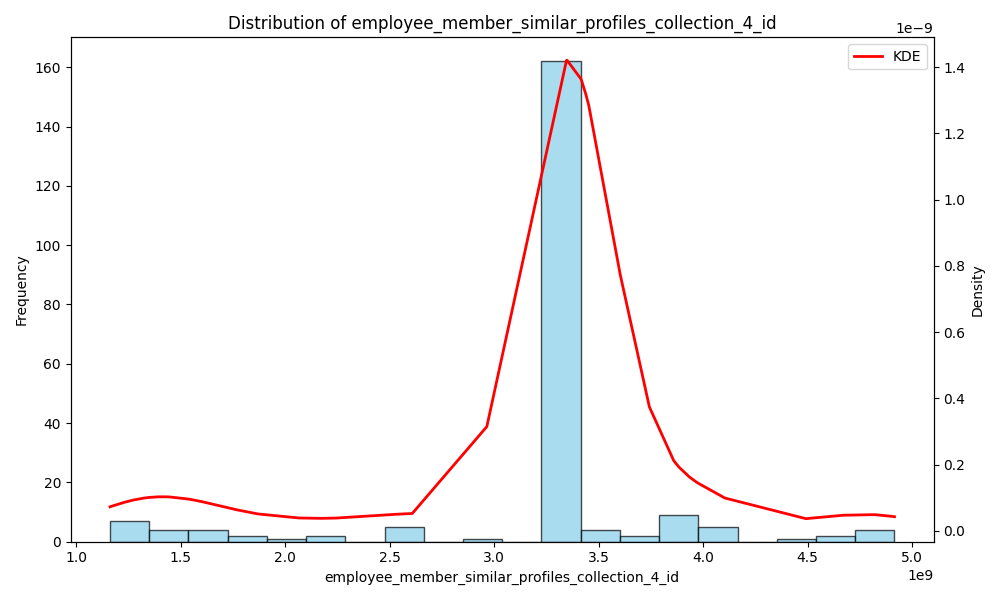 Distribution of employee_member_similar_profiles_collection_4_id
1e−9
KDE
160
140
120
100
80
60
40
20
0
Frequency
1.4
1.2
1.0
0.8
0.6
0.4
0.2
0.0
Density
1.0 1.5 2.0 2.5 3.0 3.5 4.0 4.5 5.0
employee_member_similar_profiles_collection_4_id
1e9